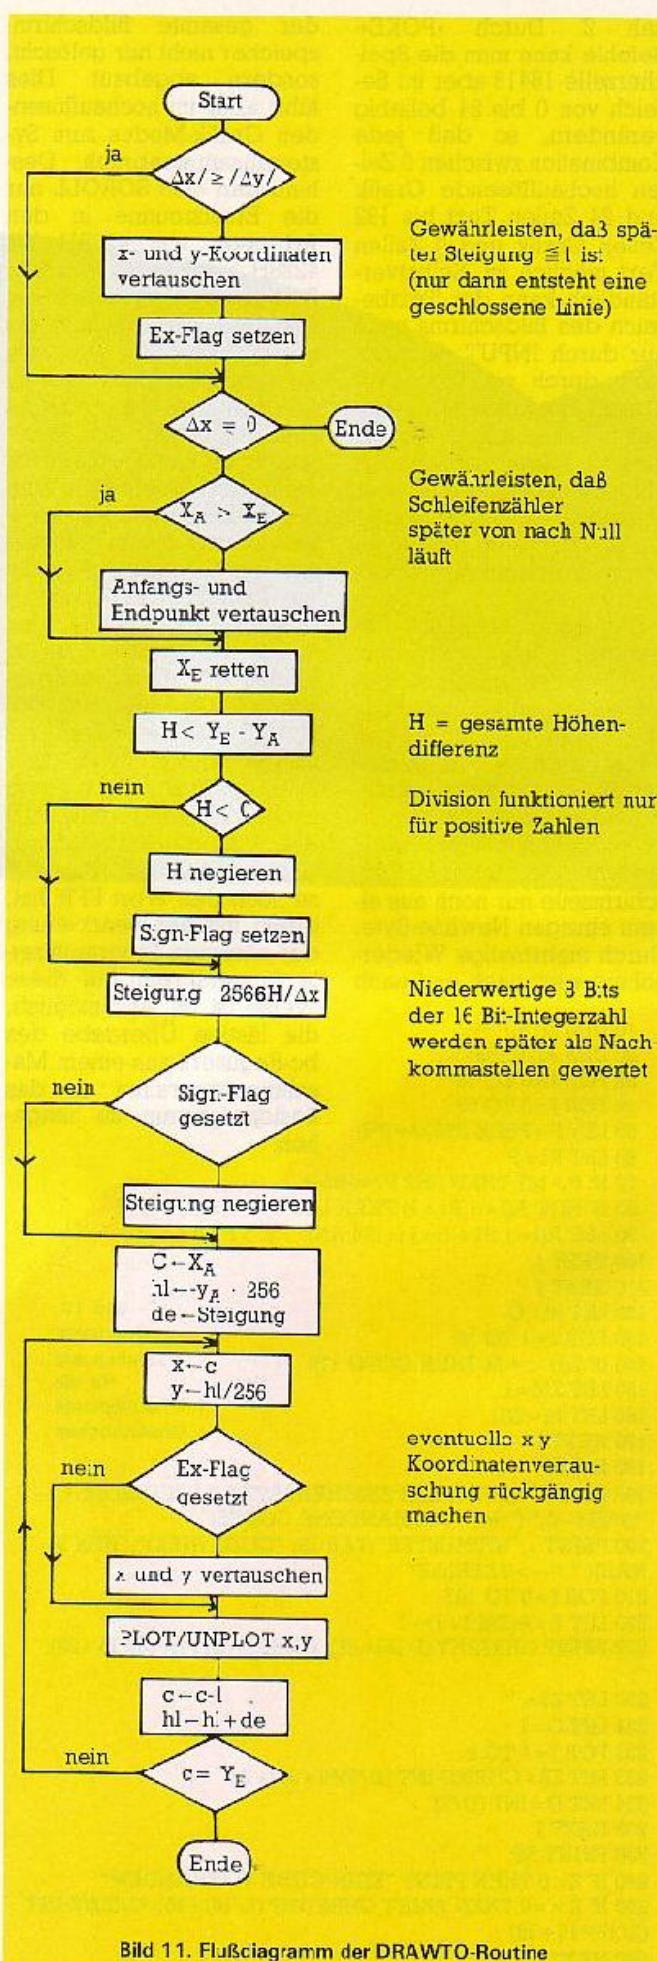 Start
ja
Δx/ ≥ /Δy/
x- und y-Koordinaten
vertauschen
Gewährleisten, daß spä-
ter Steigung ≦ 1 ist
(nur dann entsteht eine
geschlossene Linie)
Ex-Flag setzen
Δx = 0
Ende
ja
X_A > X_E
Gewährleisten, daß
Schleifenzähler
später von nach Null
läuft
Anfangs- und
Endpunkt vertauschen
X_E retten
H < Y_E - Y_A
H = gesamte Höhen-
differenz
nein
H < 0
Division funktioniert nur
für positive Zahlen
H negieren
Sign-Flag setzen
Steigung 2566H/Δx
Niederwertige 8 Bits
der 16 Bit-Integerzahl
werden später als Nach
kommastellen gewertet
nein
Sign-Flag
gesetzt
Steigung negieren
C←X_A
hl←y_A · 256
de←Steigung
x←c
y←hl/256
nein
Ex-Flag
gesetzt
eventuelle x y
Koordinatenvertau-
schung rückgängig
machen
x und y vertauschen
PLOT/UNPLOT x,y
c←c-1
hl←hl+de
nein
c = Y_E
Ende
Bild 11. Flußdiagramm der DRAWTO-Routine